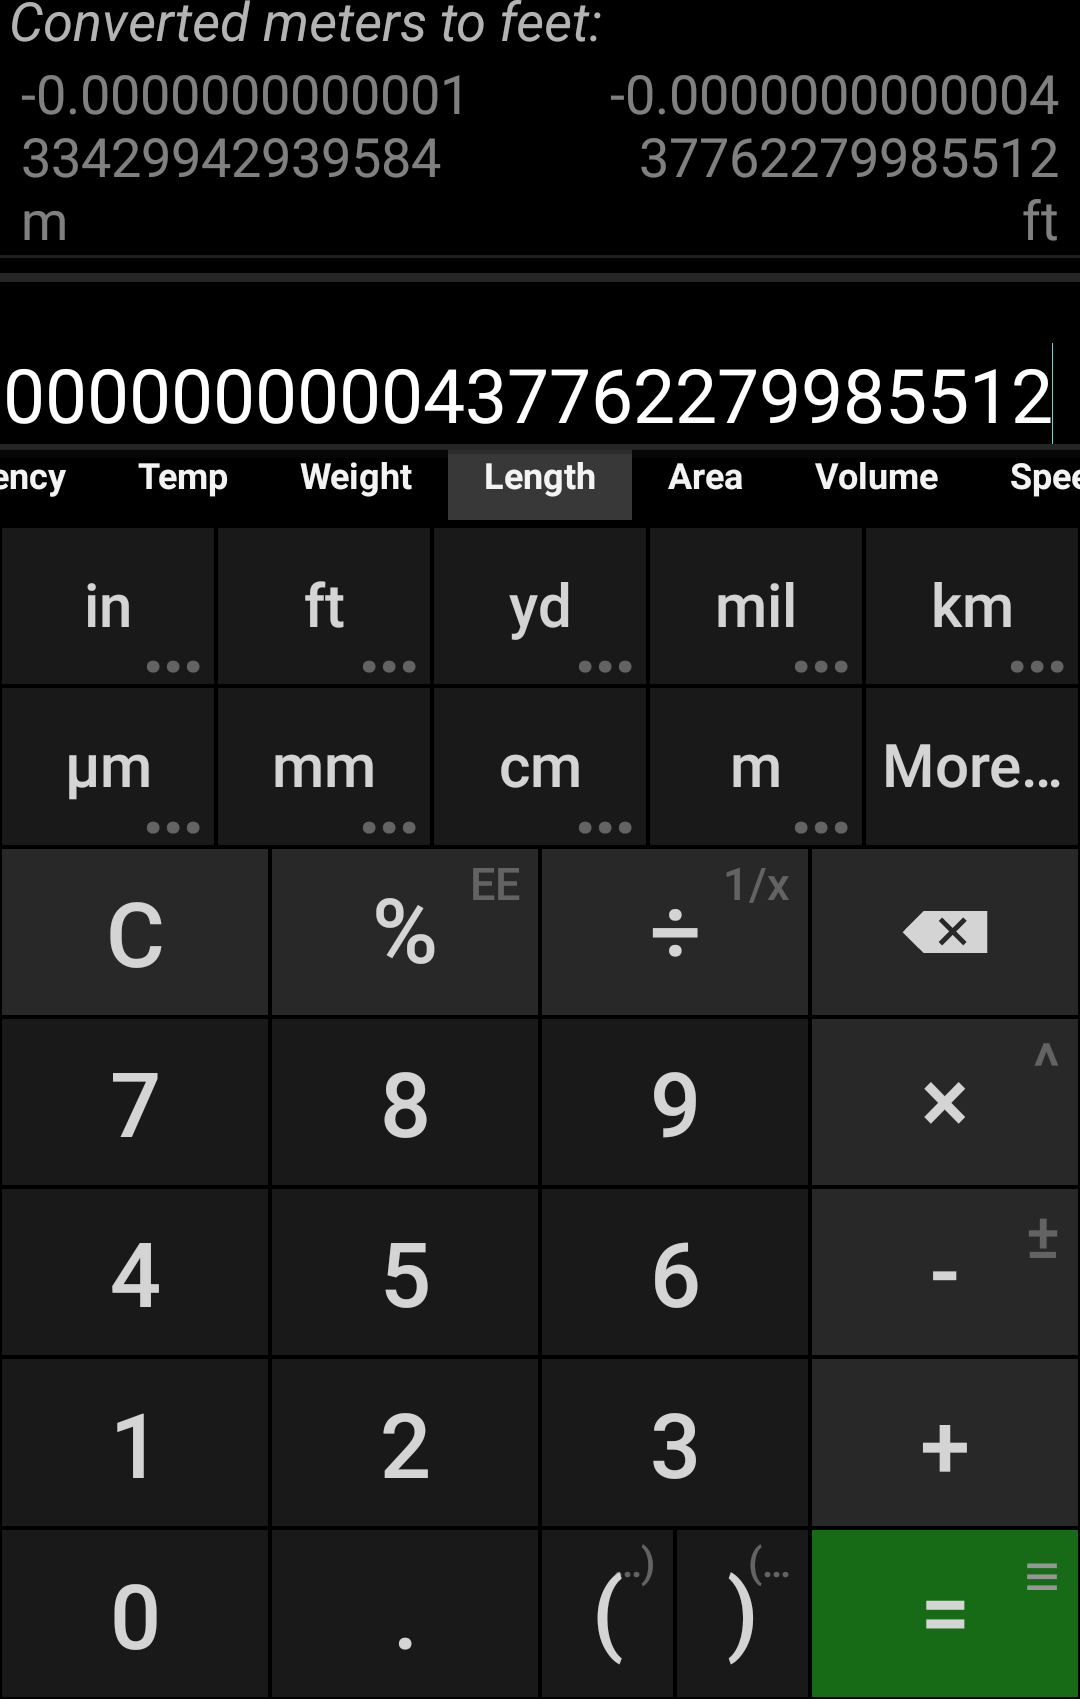 Converted meters to feet:
-0.0000000000001 -0.0000000000004
33429942939584 37762279985512
m ft
0000000000437762279985512
ency Temp Weight Length Area Volume Spee
in ft yd mil km
µm mm cm m More...
C % EE ÷ 1/x
7 8 9 × ^
4 5 6 - ±
1 2 3 +
0 . ( ..) ) (... =